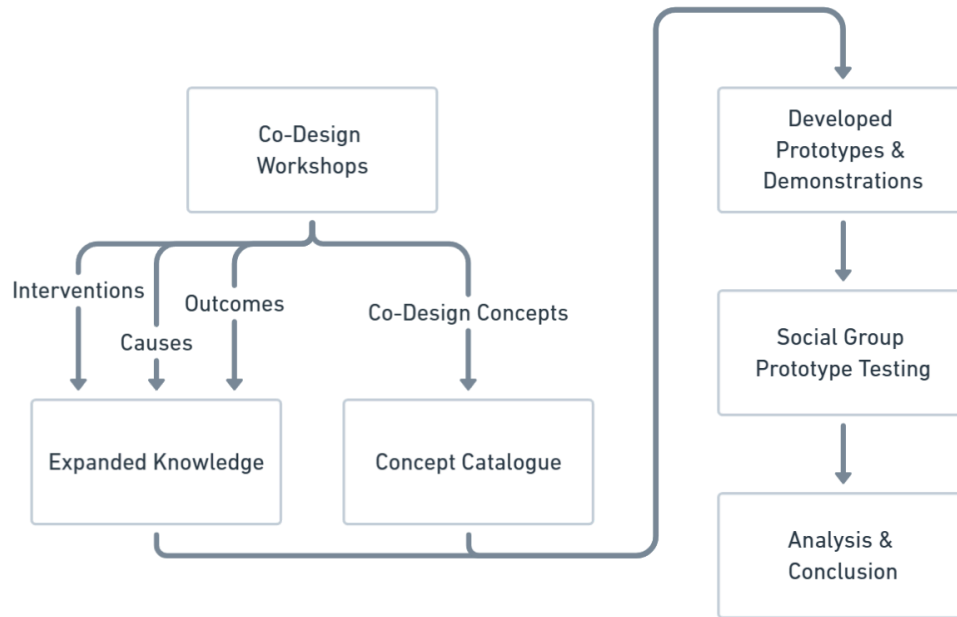 Co-Design
Workshops
Interventions
Causes
Outcomes
Co-Design Concepts
Expanded Knowledge
Concept Catalogue
Developed
Prototypes &
Demonstrations
Social Group
Prototype Testing
Analysis &
Conclusion